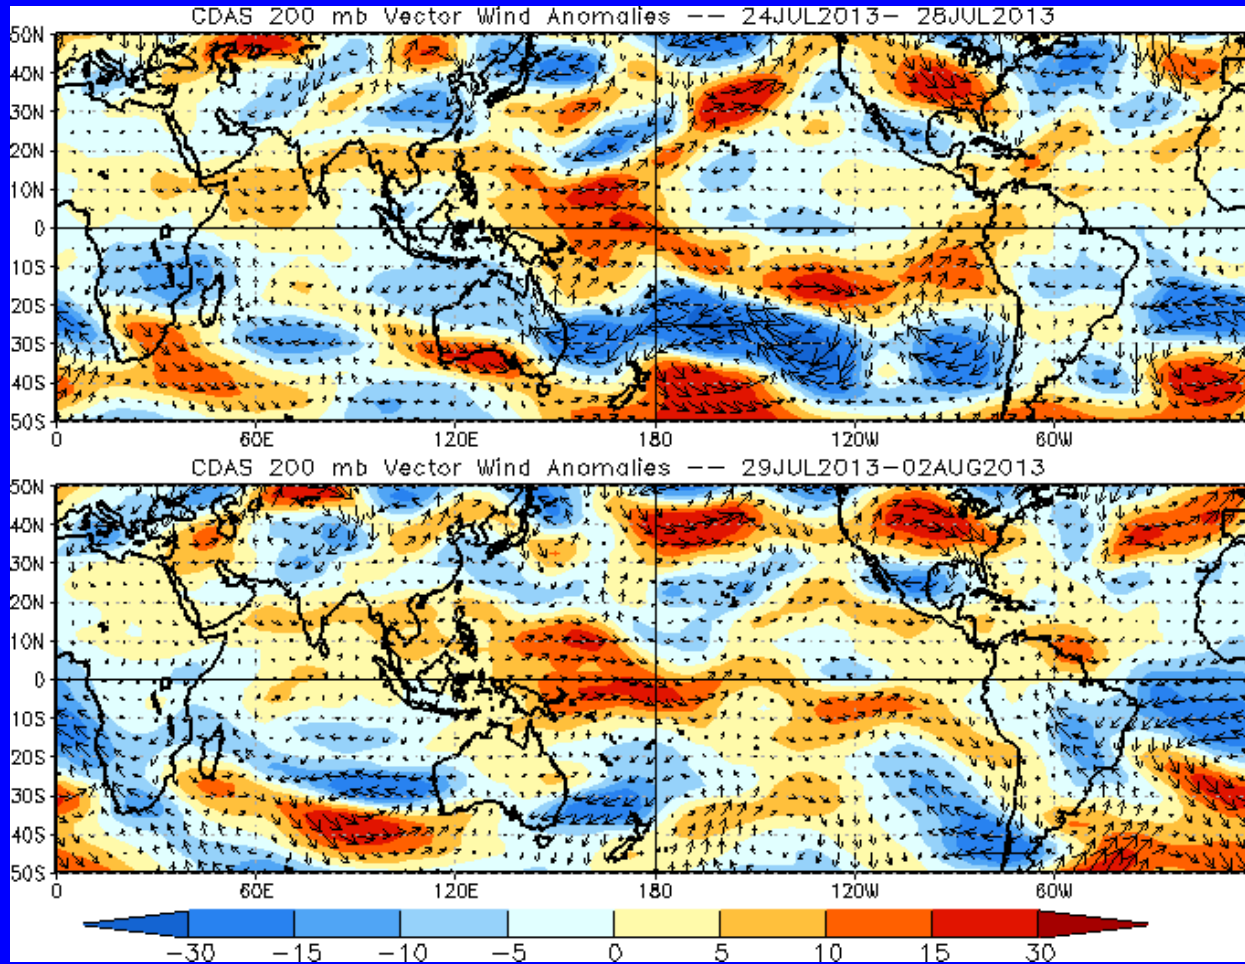 CDAS 200 mb Vector Wind Anomalies -- 24JUL2013- 28JUL2013
50N
40N
30N
20N
10N
0
10S
20S
30S
40S
50S
0 60E 120E 180 120W 60W
CDAS 200 mb Vector Wind Anomalies -- 29JUL2013-02AUG2013
50N
40N
30N
20N
10N
0
10S
20S
30S
40S
50S
0 60E 120E 180 120W 60W
-30 -15 -10 -5 0 5 10 15 30